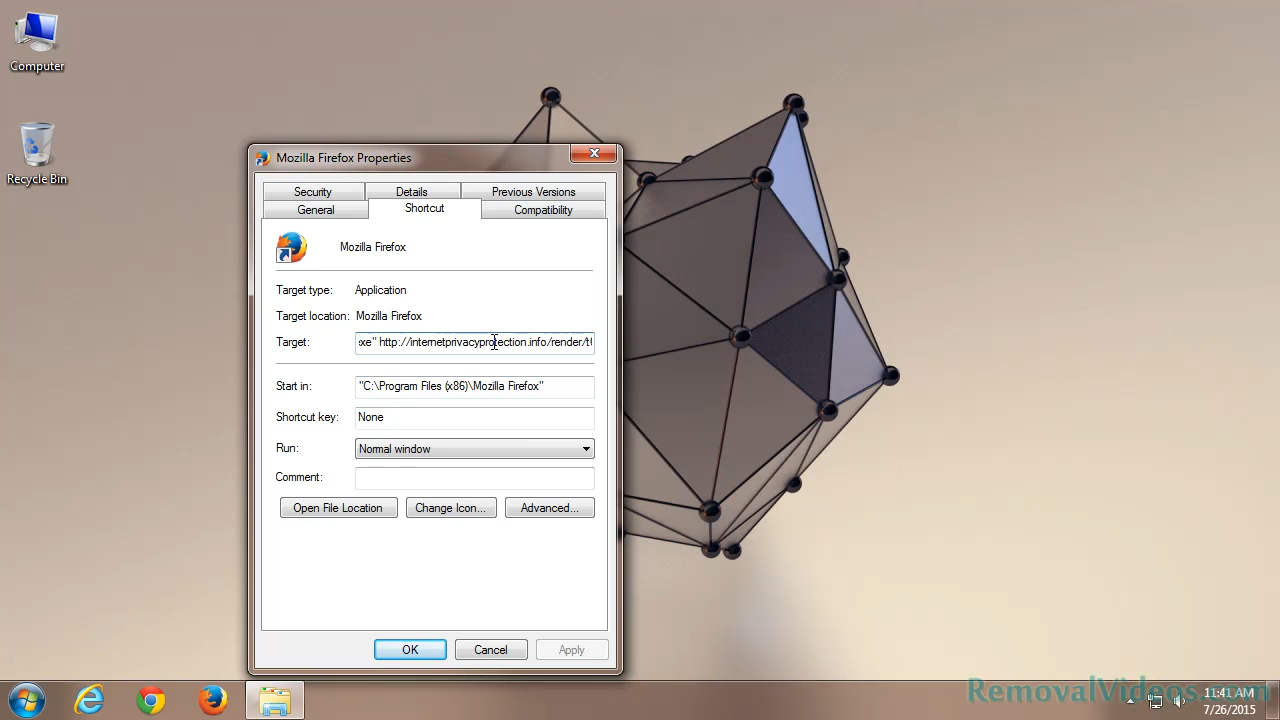 Computer
Recycle Bin
Mozilla Firefox Properties
Security Details Previous Versions
General Shortcut Compatibility
Mozilla Firefox
Target type: Application
Target location: Mozilla Firefox
Target: xe" http://internetprivacyprotection.info/render/t
Start in: "C:\Program Files (x86)\Mozilla Firefox"
Shortcut key: None
Run: Normal window
Comment:
Open File Location Change Icon... Advanced...
OK Cancel Apply
RemovalVideos.com
11:41 AM
7/26/2015